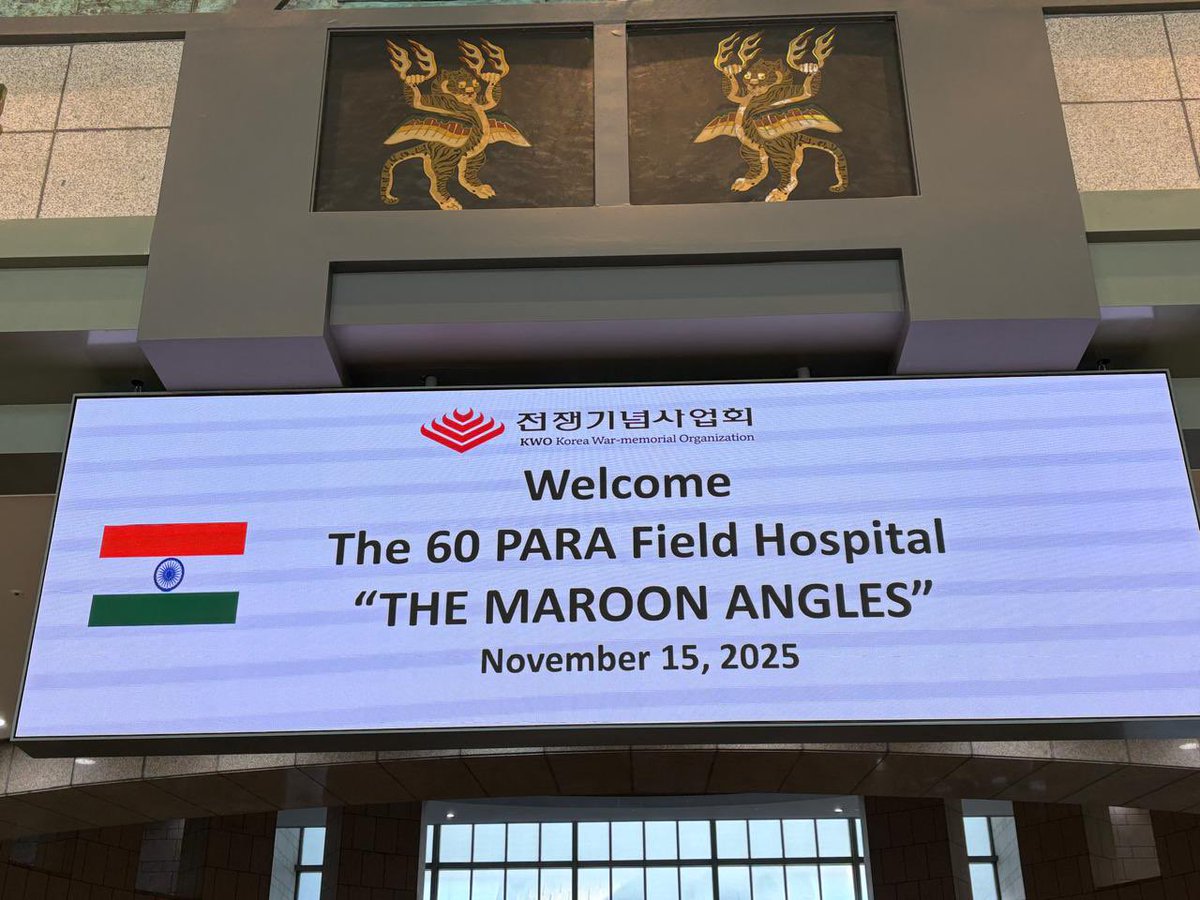 전쟁기념사업회
KWO Korea War-memorial Organization
Welcome
The 60 PARA Field Hospital
“THE MAROON ANGLES”
November 15, 2025